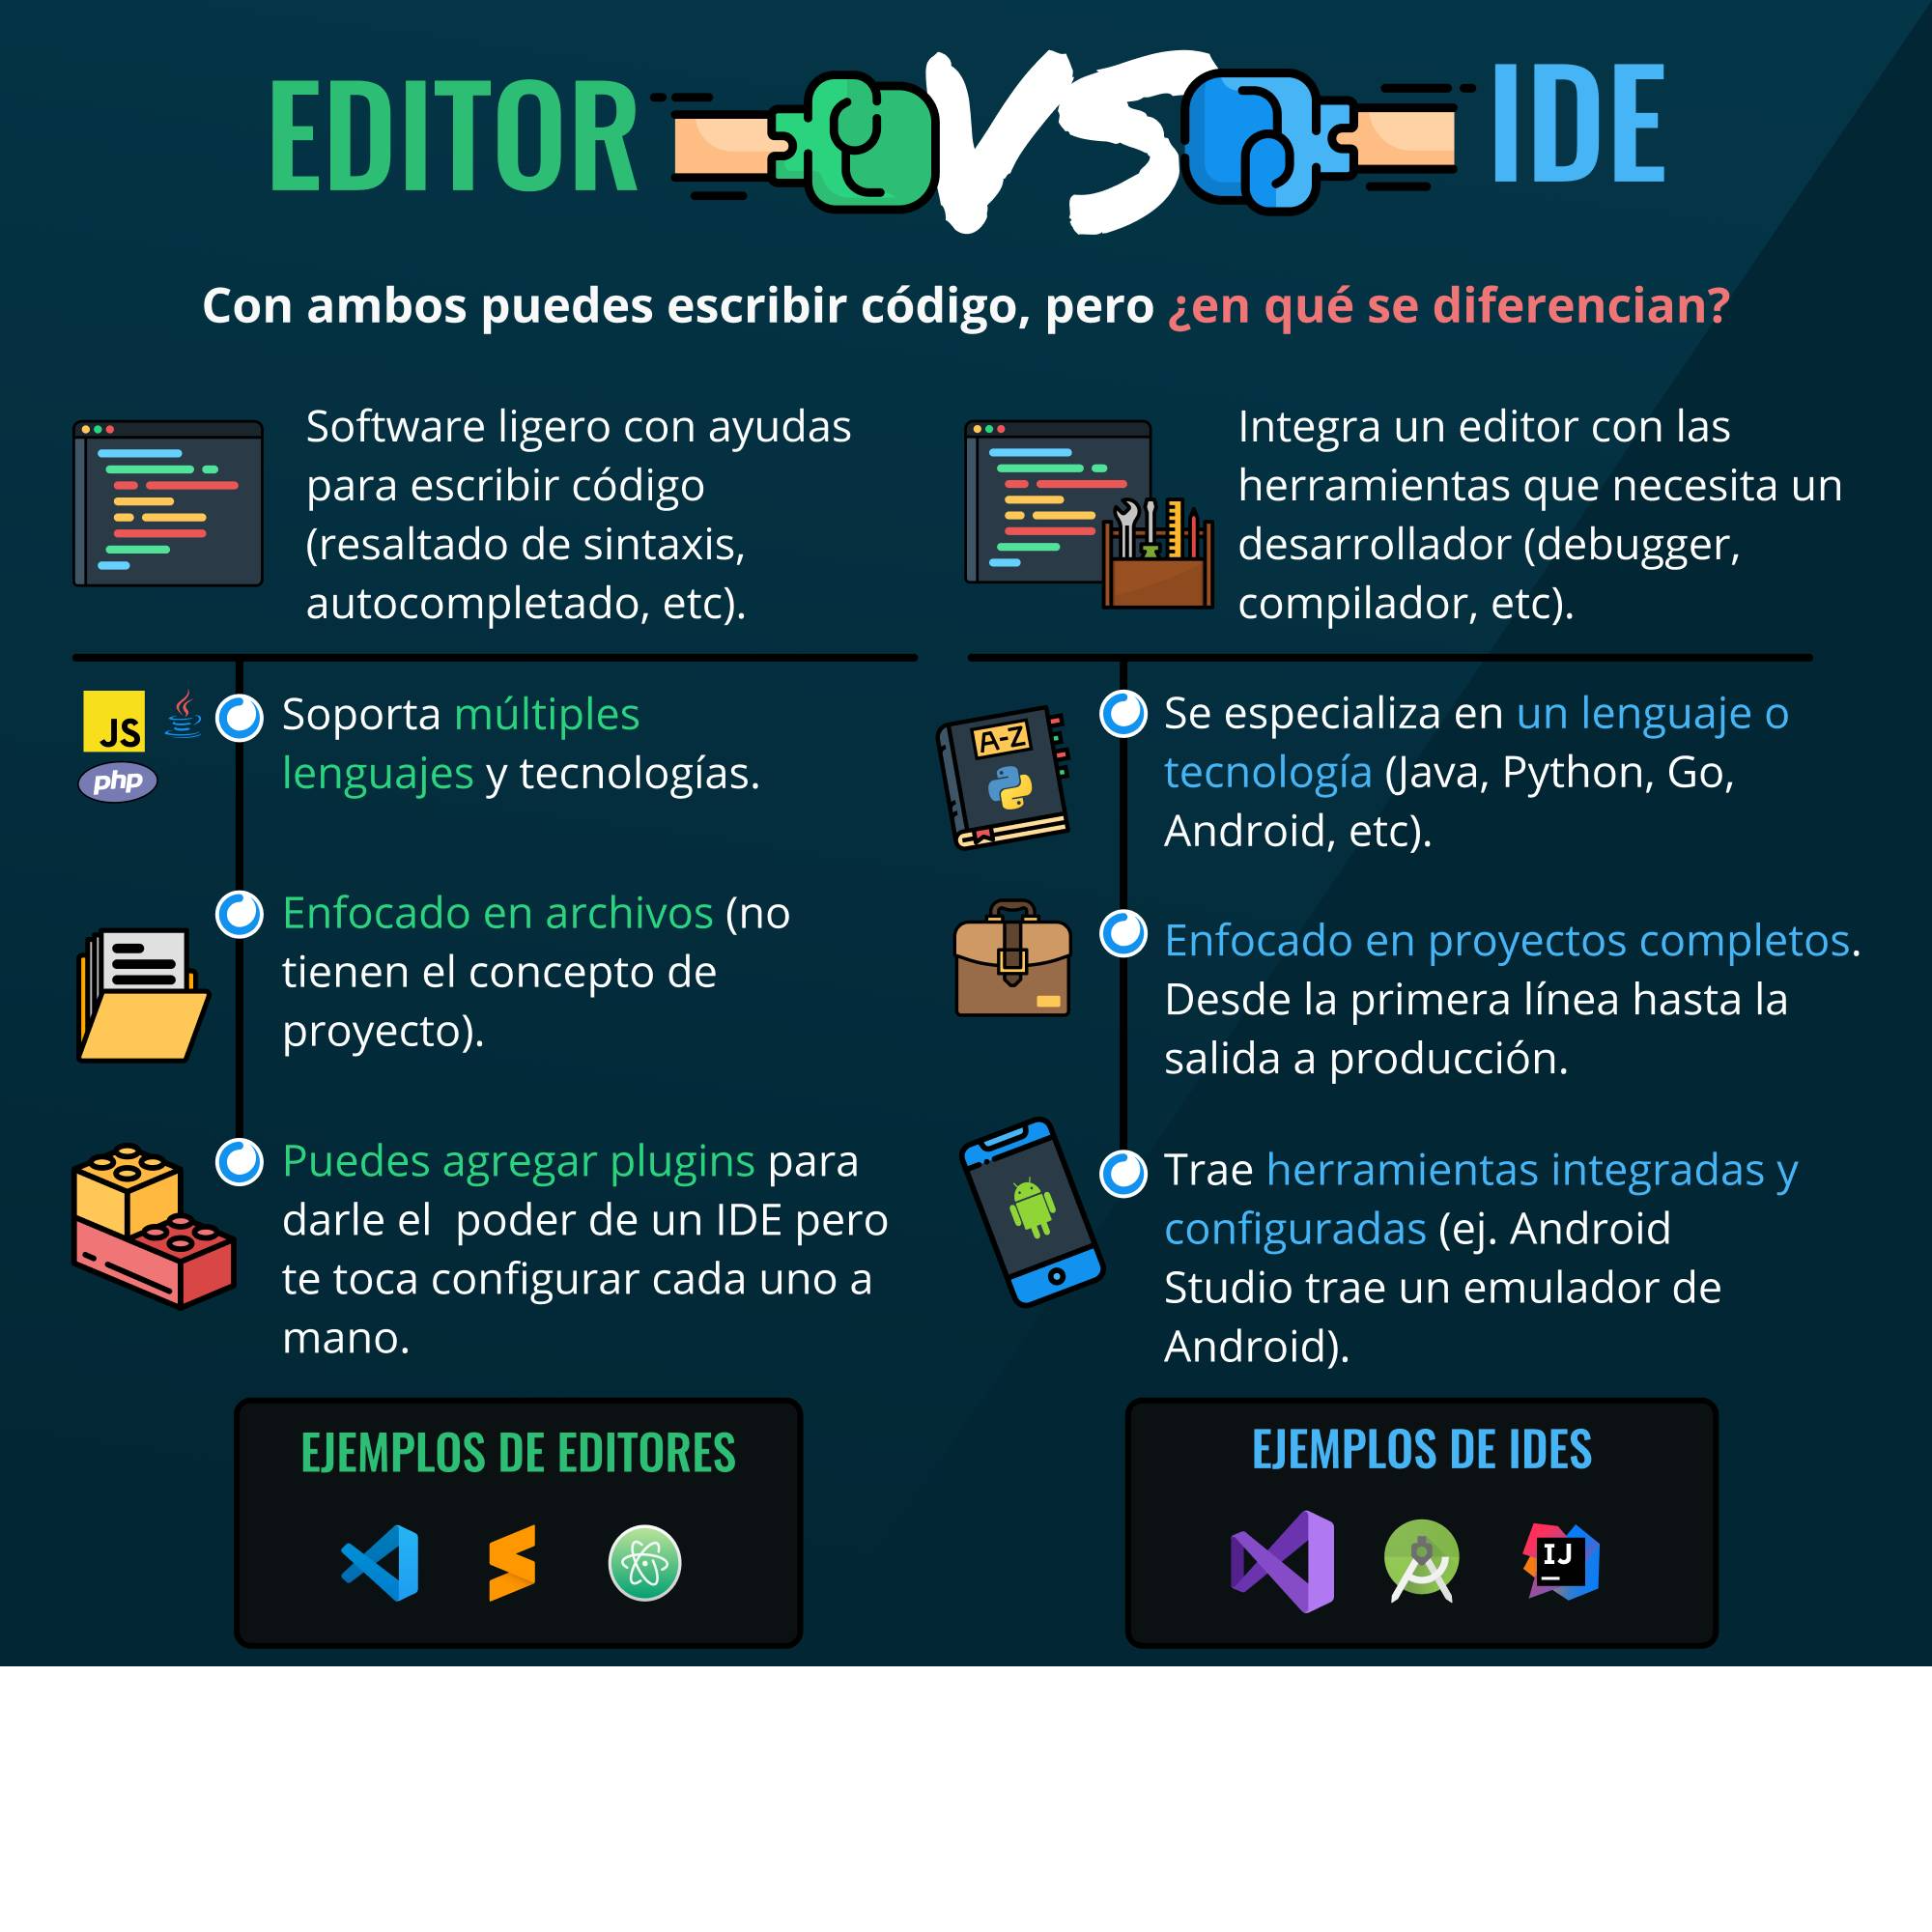 EDITOR VS IDE
Con ambos puedes escribir código, pero ¿en qué se diferencian?
Software ligero con ayudas
para escribir código
(resaltado de sintaxis,
autocompletado, etc).
JS
php
Soporta múltiples
lenguajes y tecnologías.
Enfocado en archivos (no
tienen el concepto de
proyecto).
Puedes agregar plugins para
darle el  poder de un IDE pero
te toca configurar cada uno a
mano.
EJEMPLOS DE EDITORES
Integra un editor con las
herramientas que necesita un
desarrollador (debugger,
compilador, etc).
A-Z
Se especializa en un lenguaje o
tecnología (Java, Python, Go,
Android, etc).
Enfocado en proyectos completos.
Desde la primera línea hasta la
salida a producción.
Trae herramientas integradas y
configuradas (ej. Android
Studio trae un emulador de
Android).
EJEMPLOS DE IDES
IJ